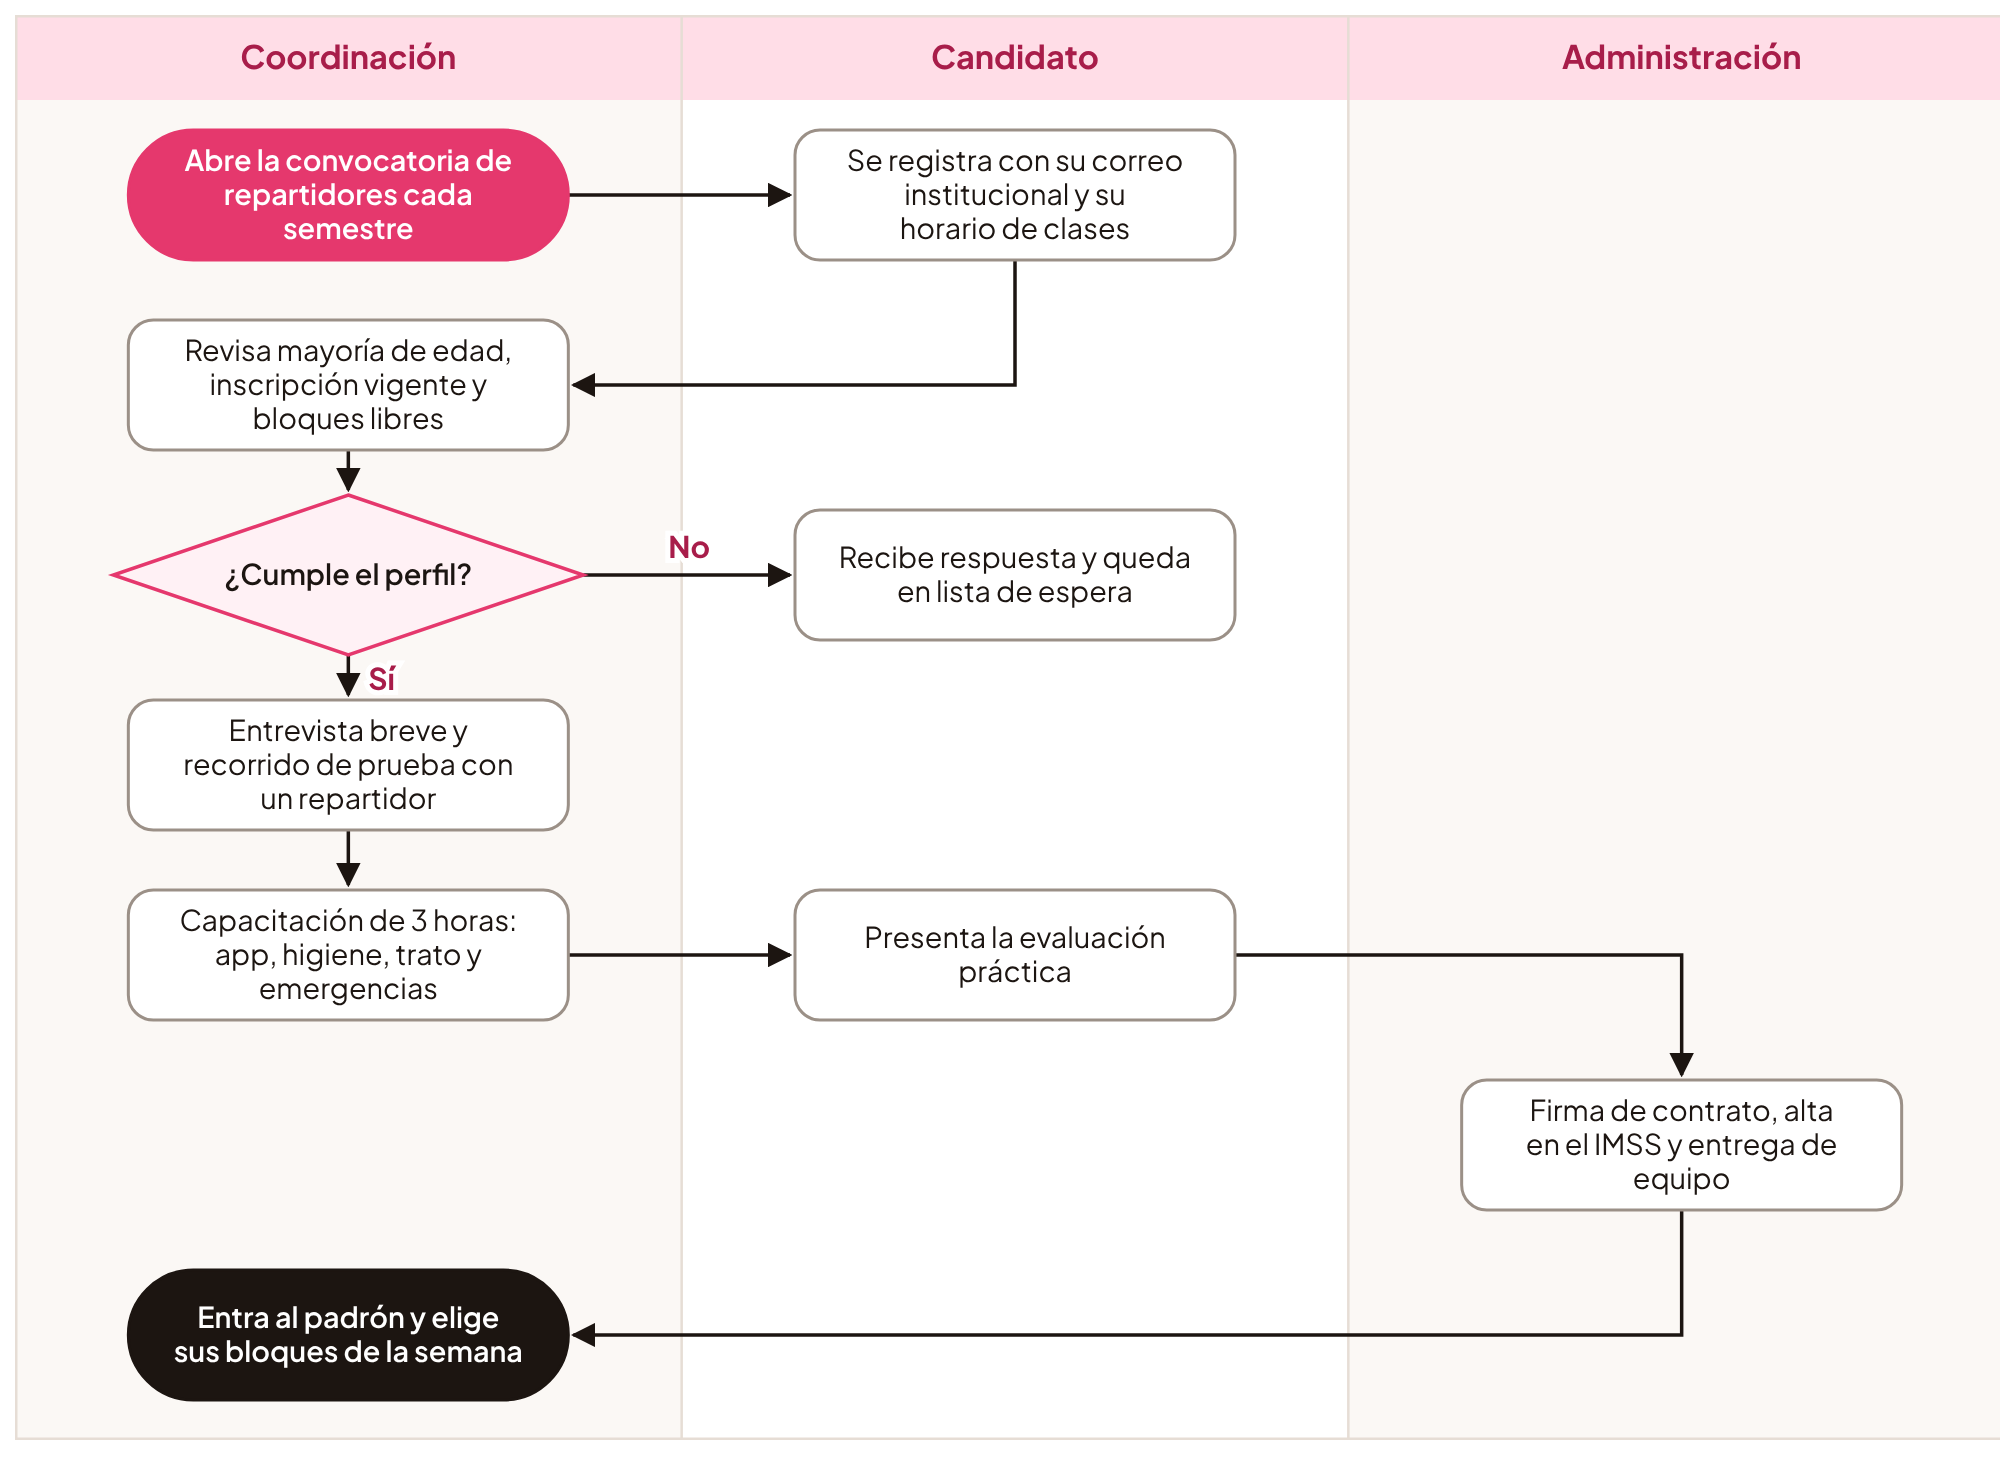 Coordinación
Candidato
Administración
Abre la convocatoria de
repartidores cada
semestre
Se registra con su correo
institucional y su
horario de clases
Revisa mayoría de edad,
inscripción vigente y
bloques libres
¿Cumple el perfil?
No
Recibe respuesta y queda
en lista de espera
Sí
Entrevista breve y
recorrido de prueba con
un repartidor
Capacitación de 3 horas:
app, higiene, trato y
emergencias
Presenta la evaluación
práctica
Firma de contrato, alta
en el IMSS y entrega de
equipo
Entra al padrón y elige
sus bloques de la semana